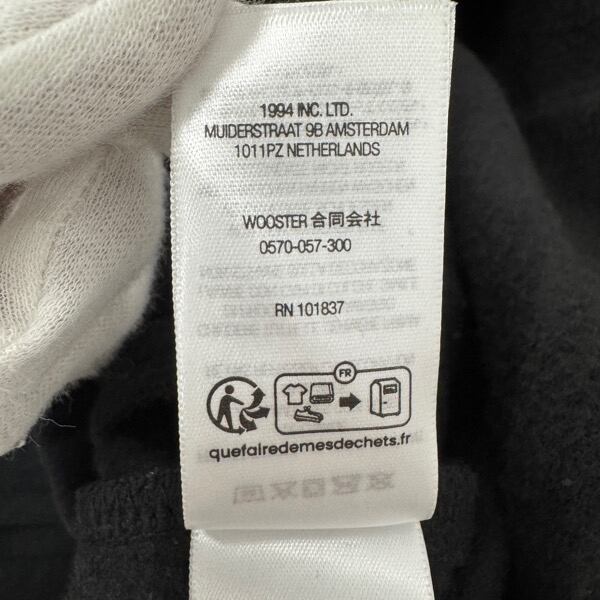 1994 INC. LTD.
MUIDERSTRAAT 9B AMSTERDAM
1011PZ NETHERLANDS
WOOSTER 合同会社
0570-057-300
RN 101837
FR
quefairedemesdechets.fr